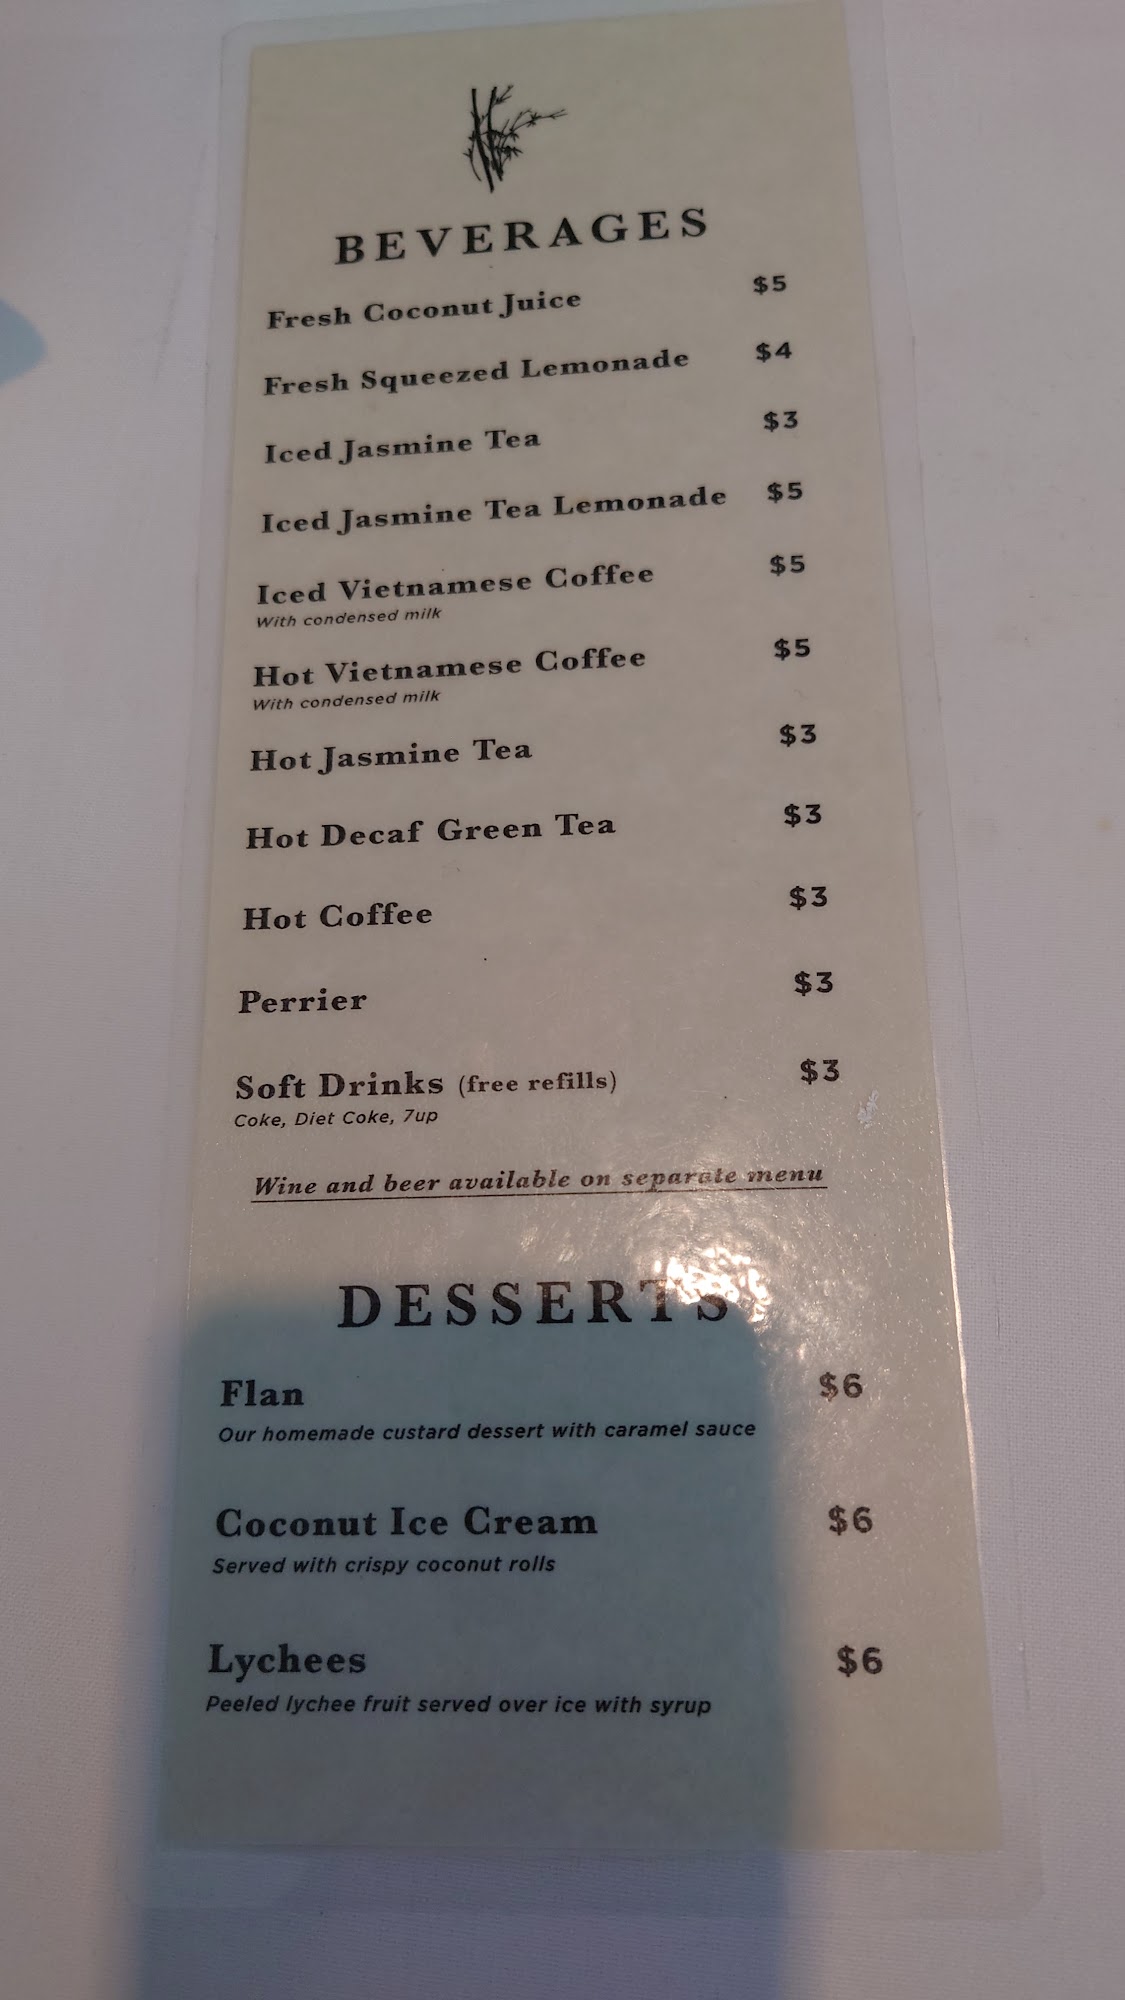 BEVERAGES
Fresh Coconut Juice $5
Fresh Squeezed Lemonade $4
Iced Jasmine Tea $3
Iced Jasmine Tea Lemonade $5
Iced Vietnamese Coffee $5
With condensed milk
Hot Vietnamese Coffee $5
With condensed milk
Hot Jasmine Tea $3
Hot Decaf Green Tea $3
Hot Coffee $3
Perrier $3
Soft Drinks (free refills) $3
Coke, Diet Coke, 7up
Wine and beer available on separate menu
DESSERTS
Flan $6
Our homemade custard dessert with caramel sauce
Coconut Ice Cream $6
Served with crispy coconut rolls
Lychees $6
Peeled lychee fruit served over ice with syrup